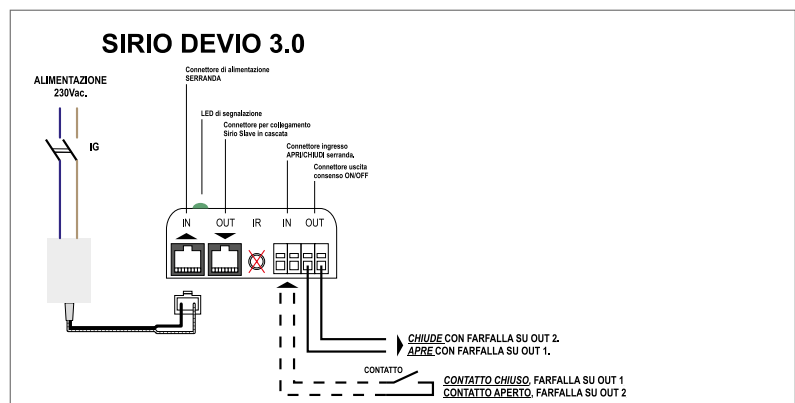 SIRIO DEVIO 3.0
ALIMENTAZIONE
230Vac.
IG
Connettore di alimentazione
SERRANDA
LED di segnalazione
Connettore per collegamento
Sirio Slave in cascata
Connettore ingresso
APRI/CHIUDI serranda.
Connettore uscita
consenso ON/OFF
IN OUT IR IN OUT
CHIUDE CON FARFALLA SU OUT 2.
APRE CON FARFALLA SU OUT 1.
CONTATTO
CONTATTO CHIUSO, FARFALLA SU OUT 1
CONTATTO APERTO, FARFALLA SU OUT 2